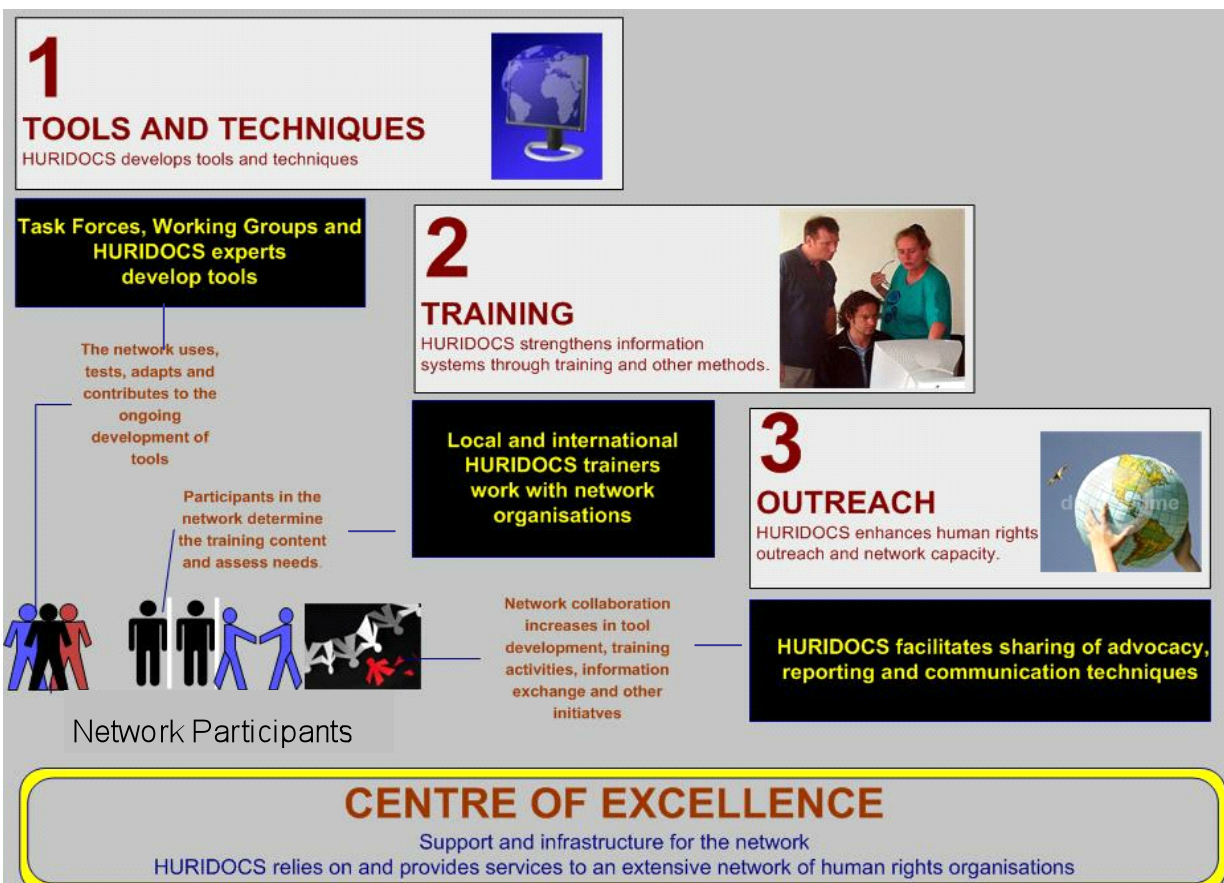 1
TOOLS AND TECHNIQUES
HURIDOCS develops tools and techniques
Task Forces, Working Groups and
HURIDOCS experts
develop tools
The network uses,
tests, adapts and
contributes to the
ongoing
development of
tools
2
TRAINING
HURIDOCS strengthens information
systems through training and other methods.
Local and international
HURIDOCS trainers
work with network
organisations
Participants in the
network determine
the training content
and assess needs.
3
OUTREACH
HURIDOCS enhances human rights
outreach and network capacity.
HURIDOCS facilitates sharing of advocacy,
reporting and communication techniques
Network collaboration
increases in tool
development, training
activities, information
exchange and other
initiatves
Network Participants
CENTRE OF EXCELLENCE
Support and infrastructure for the network
HURIDOCS relies on and provides services to an extensive network of human rights organisations